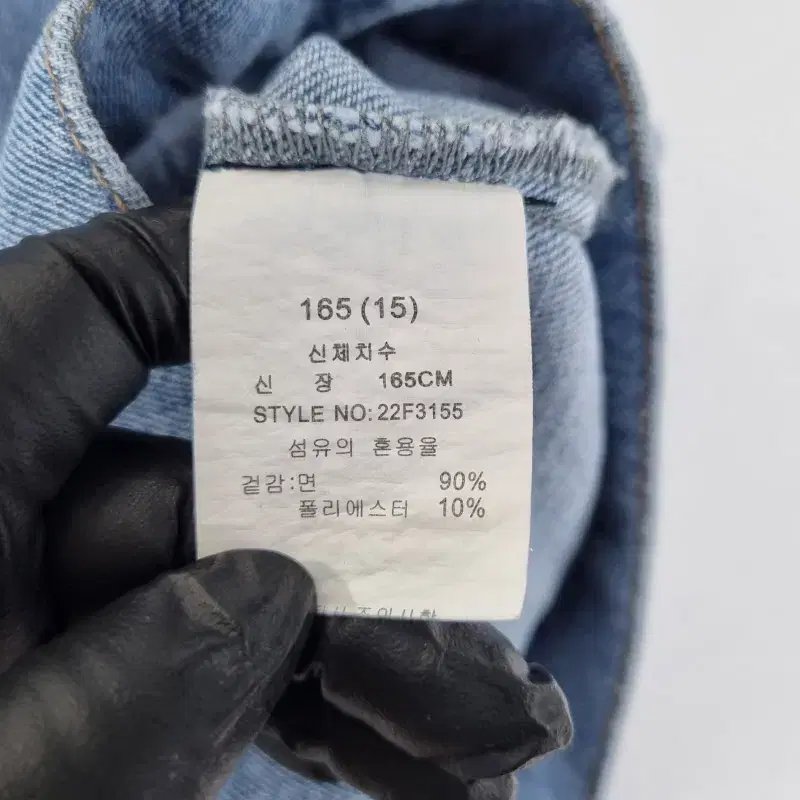 165 (15)
신체치수
신 장 165CM
STYLE NO: 22F3155
섬유의 혼용율
겉감:면 90%
폴리에스터 10%